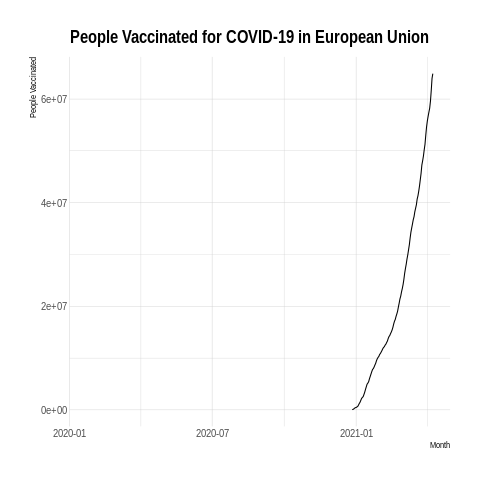 People Vaccinated for COVID-19 in European Union
People Vaccinated
6e+07
4e+07
2e+07
0e+00
2020-01 2020-07 2021-01
Month